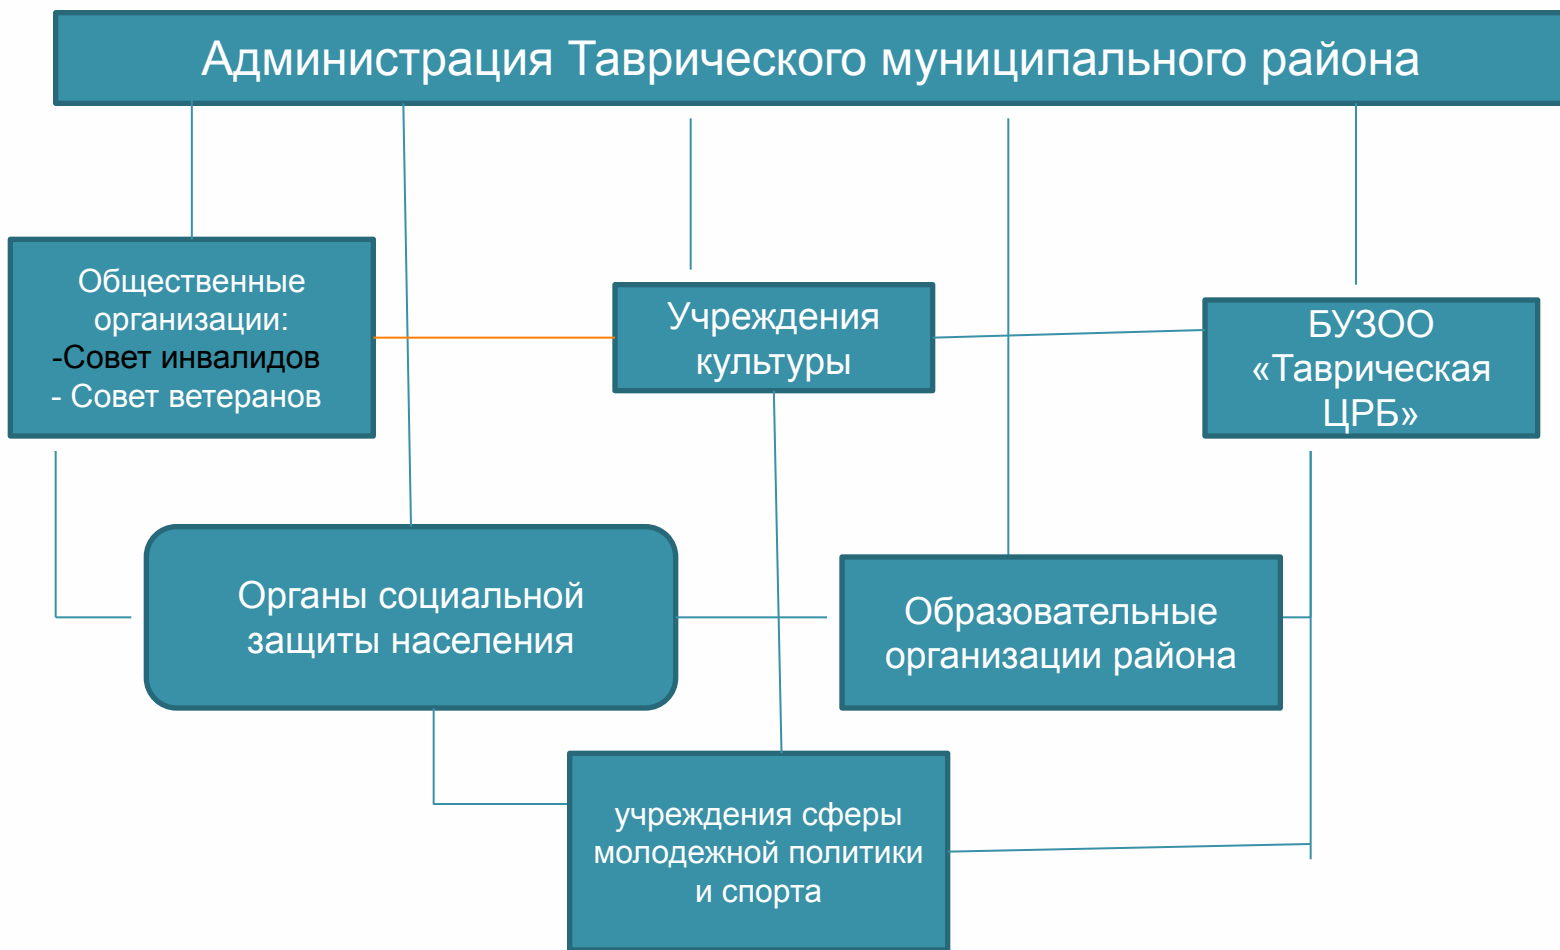 Администрация Таврического муниципального района
Общественные
организации:
-Совет инвалидов
- Совет ветеранов
Учреждения
культуры
БУЗОО
«Таврическая
ЦРБ»
Органы социальной
защиты населения
Образовательные
организации района
учреждения сферы
молодежной политики
и спорта